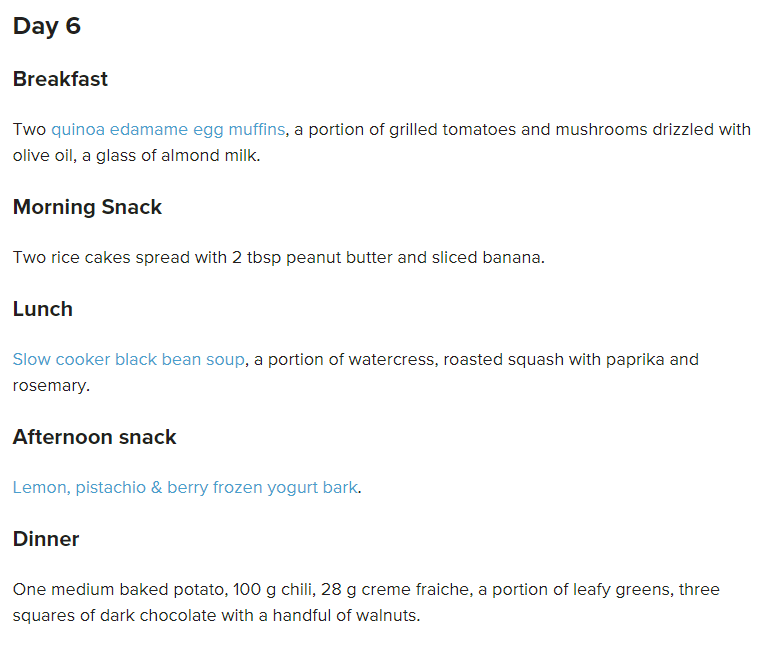 Day 6
Breakfast
Two quinoa edamame egg muffins, a portion of grilled tomatoes and mushrooms drizzled with
olive oil, a glass of almond milk.
Morning Snack
Two rice cakes spread with 2 tbsp peanut butter and sliced banana.
Lunch
Slow cooker black bean soup, a portion of watercress, roasted squash with paprika and
rosemary.
Afternoon snack
Lemon, pistachio & berry frozen yogurt bark.
Dinner
One medium baked potato, 100 g chili, 28 g creme fraiche, a portion of leafy greens, three
squares of dark chocolate with a handful of walnuts.